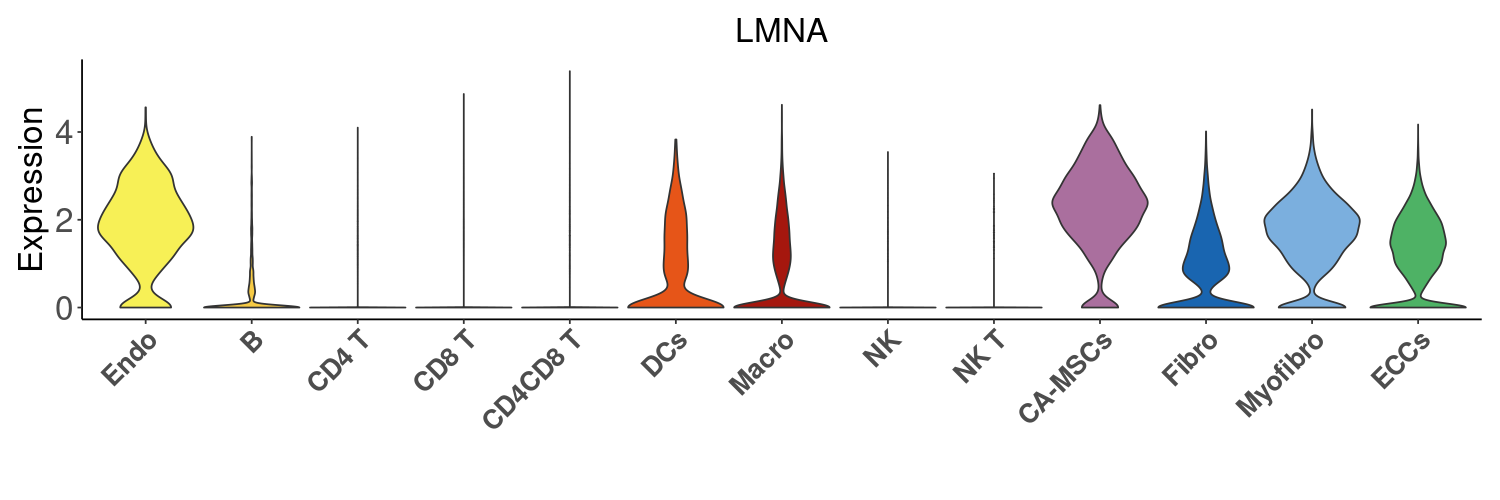 LMNA
Expression
4
2
0
Endo
B
CD4 T
CD8 T
CD4CD8 T
DCs
Macro
NK
NK T
CA-MSCs
Fibro
Myofibro
ECCs